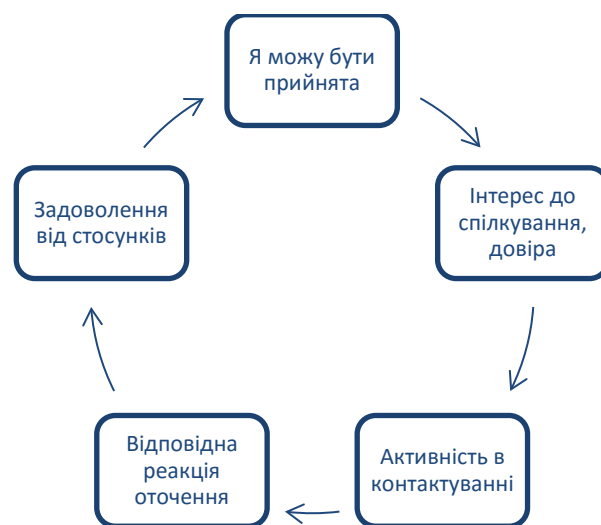 Я можу бути
прийнята
Інтерес до
спілкування,
довіра
Активність в
контактуванні
Відповідна
реакція
оточення
Задоволення
від стосунків